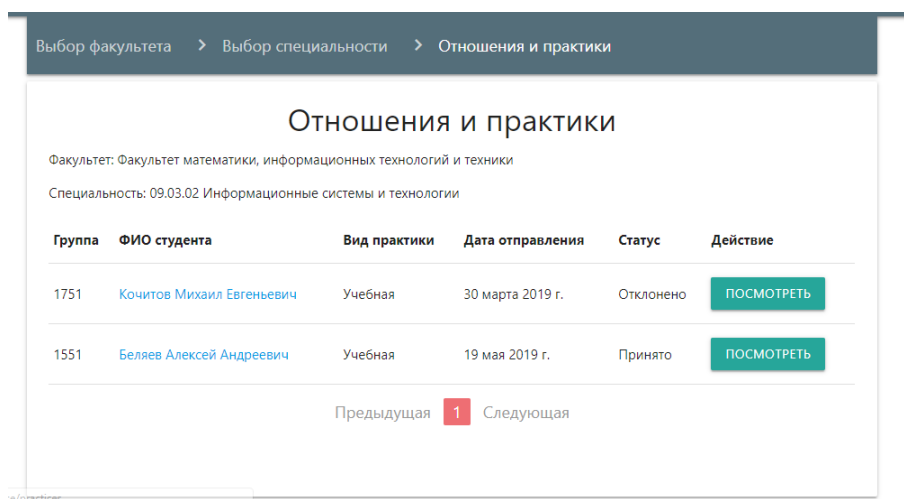 Выбор факультета > Выбор специальности > Отношения и практики
Отношения и практики
Факультет: Факультет математики, информационных технологий и техники
Специальность: 09.03.02 Информационные системы и технологии
Группа ФИО студента Вид практики Дата отправления Статус Действие
1751 Кочитов Михаил Евгеньевич Учебная 30 марта 2019 г. Отклонено ПОСМОТРЕТЬ
1551 Беляев Алексей Андреевич Учебная 19 мая 2019 г. Принято ПОСМОТРЕТЬ
Предыдущая 1 Следующая